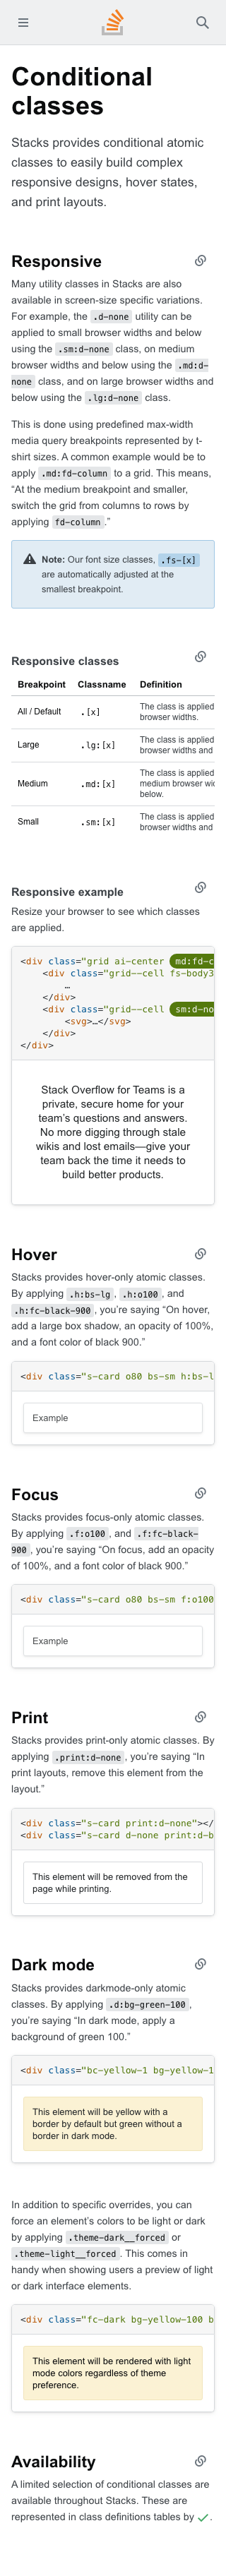 Conditional
classes
Stacks provides conditional atomic
classes to easily build complex
responsive designs, hover states,
and print layouts.
Responsive
Many utility classes in Stacks are also
available in screen-size specific variations.
For example, the .d-none utility can be
applied to small browser widths and below
using the .sm:d-none class, on medium
browser widths and below using the .md:d-
none class, and on large browser widths and
below using the .lg:d-none class.
This is done using predefined max-width
media query breakpoints represented by t-
shirt sizes. A common example would be to
apply .md:fd-column to a grid. This means,
“At the medium breakpoint and smaller,
switch the grid from columns to rows by
applying fd-column.”
Note: Our font size classes, .fs-[x]
are automatically adjusted at the
smallest breakpoint.
Responsive classes
Breakpoint Classname Definition
All / Default .[x] The class is applied
browser widths.
Large .lg:[x] The class is applied
browser widths and
Medium .md:[x] The class is applied
medium browser wic
below.
Small .sm:[x] The class is applied
browser widths and
Responsive example
Resize your browser to see which classes
are applied.
<div class="grid ai-center md:fd-c
<div class="grid--cell fs-body3
…
</div>
<div class="grid--cell sm:d-no
<svg>…</svg>
</div>
</div>
Stack Overflow for Teams is a
private, secure home for your
team’s questions and answers.
No more digging through stale
wikis and lost emails—give your
team back the time it needs to
build better products.
Hover
Stacks provides hover-only atomic classes.
By applying .h:bs-lg, .h:o100, and
.h:fc-black-900, you’re saying “On hover,
add a large box shadow, an opacity of 100%,
and a font color of black 900.”
<div class="s-card o80 bs-sm h:bs-l
Example
Focus
Stacks provides focus-only atomic classes.
By applying .f:o100, and .f:fc-black-
900, you’re saying “On focus, add an opacity
of 100%, and font color of black 900.”
<div class="s-card o80 bs-sm f:o100
Example
Print
Stacks provides print-only atomic classes. By
applying .print:d-none, you’re saying “In
print layouts, remove this element from the
layout.”
<div class="s-card print:d-none"></
<div class="s-card d-none print:d-b
This element will be removed from the
page while printing.
Dark mode
Stacks provides darkmode-only atomic
classes. By applying .d:bg-green-100,
you’re saying “In dark mode, apply a
background of green 100.”
<div class="bc-yellow-1 bg-yellow-1
This element will be yellow with a
border by default but green without a
border in dark mode.
In addition to specific overrides, you can
force an element’s colors to be light or dark
by applying .theme-dark__forced or
.theme-light__forced. This comes in
handy when showing users a preview of light
or dark interface elements.
<div class="fc-dark bg-yellow-100 b
This element will be rendered with light
mode colors regardless of theme
preference.
Availability
A limited selection of conditional classes are
available throughout Stacks. These are
represented in class definitions tables by ✓.